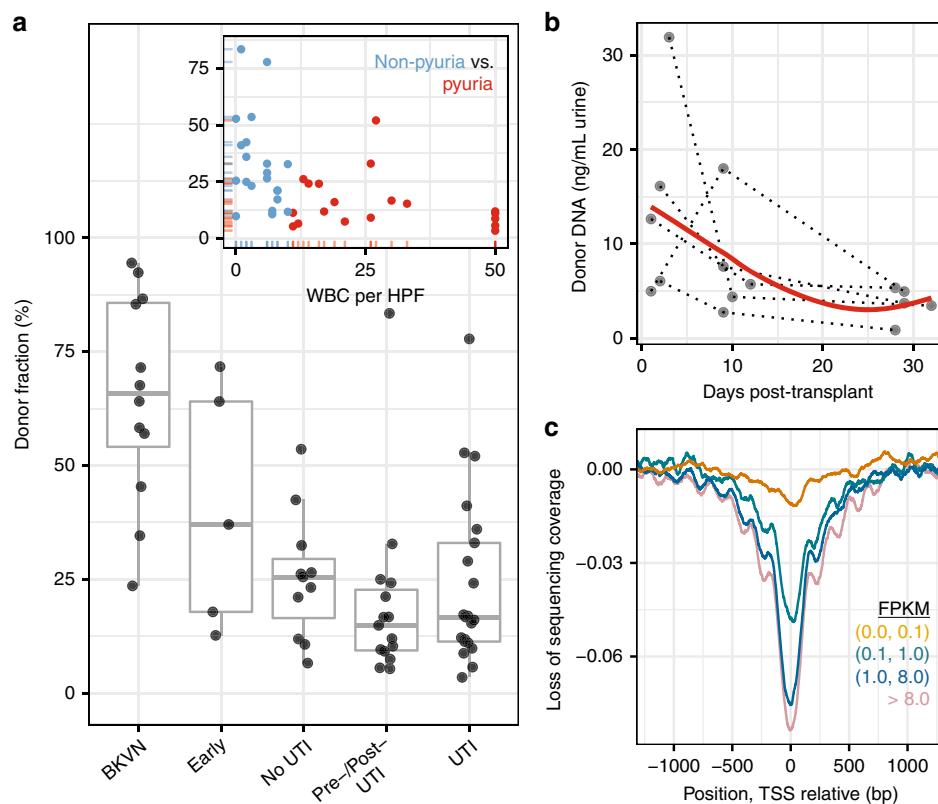 a
Donor fraction (%)
100
75
50
25
0
BKVN
Early
No UTI
Pre–/Post–
UTI
UTI
75
50
25
0
Non-pyuria vs.
pyuria
0
25
50
WBC per HPF
b
Donor DNA (ng/mL urine)
30
20
10
0
0
10
20
30
Days post-transplant
c
Loss of sequencing coverage
0.00
−0.03
−0.06
FPKM
(0.0, 0.1)
(0.1, 1.0)
(1.0, 8.0)
> 8.0
−1000
−500
0
500
1000
Position, TSS relative (bp)